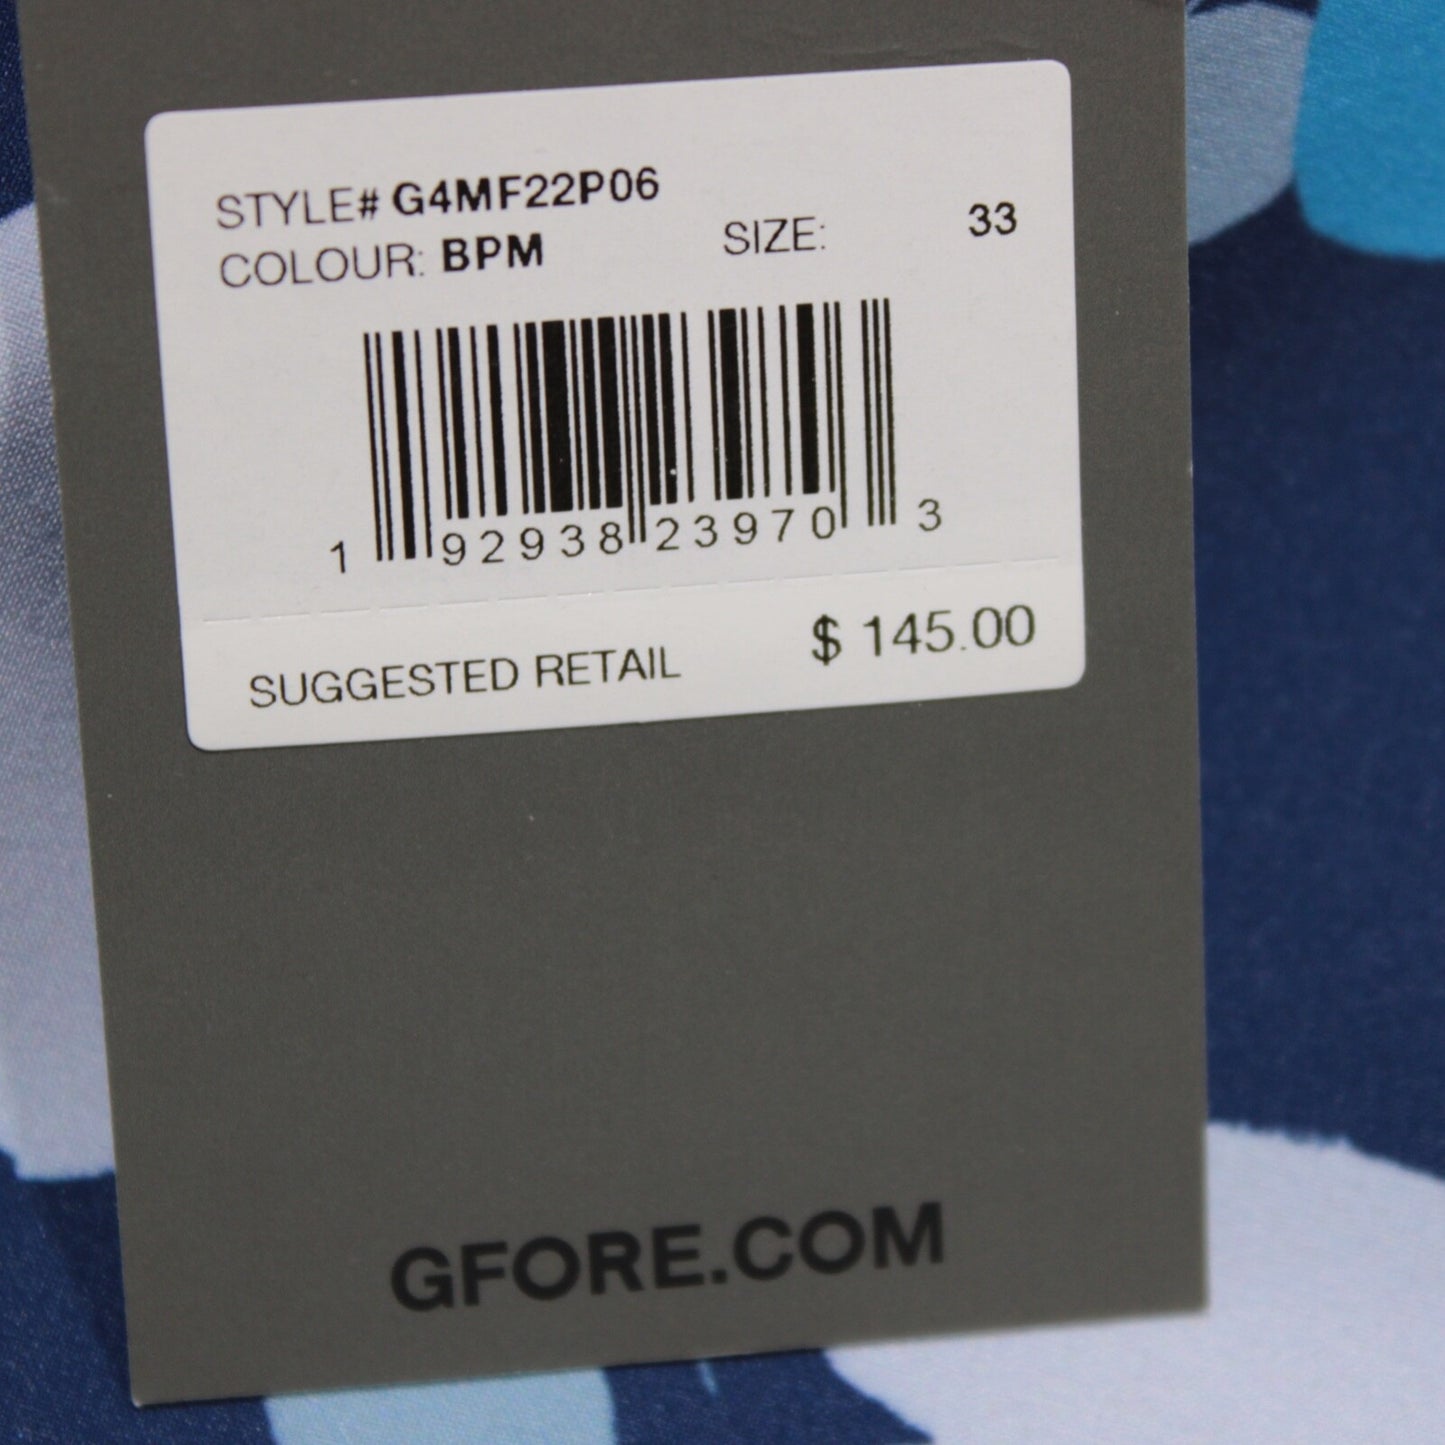 STYLE# G4MF22P06
COLOUR: BPM SIZE: 33
1 92938 23970 3
SUGGESTED RETAIL $ 145.00
GFORE.COM